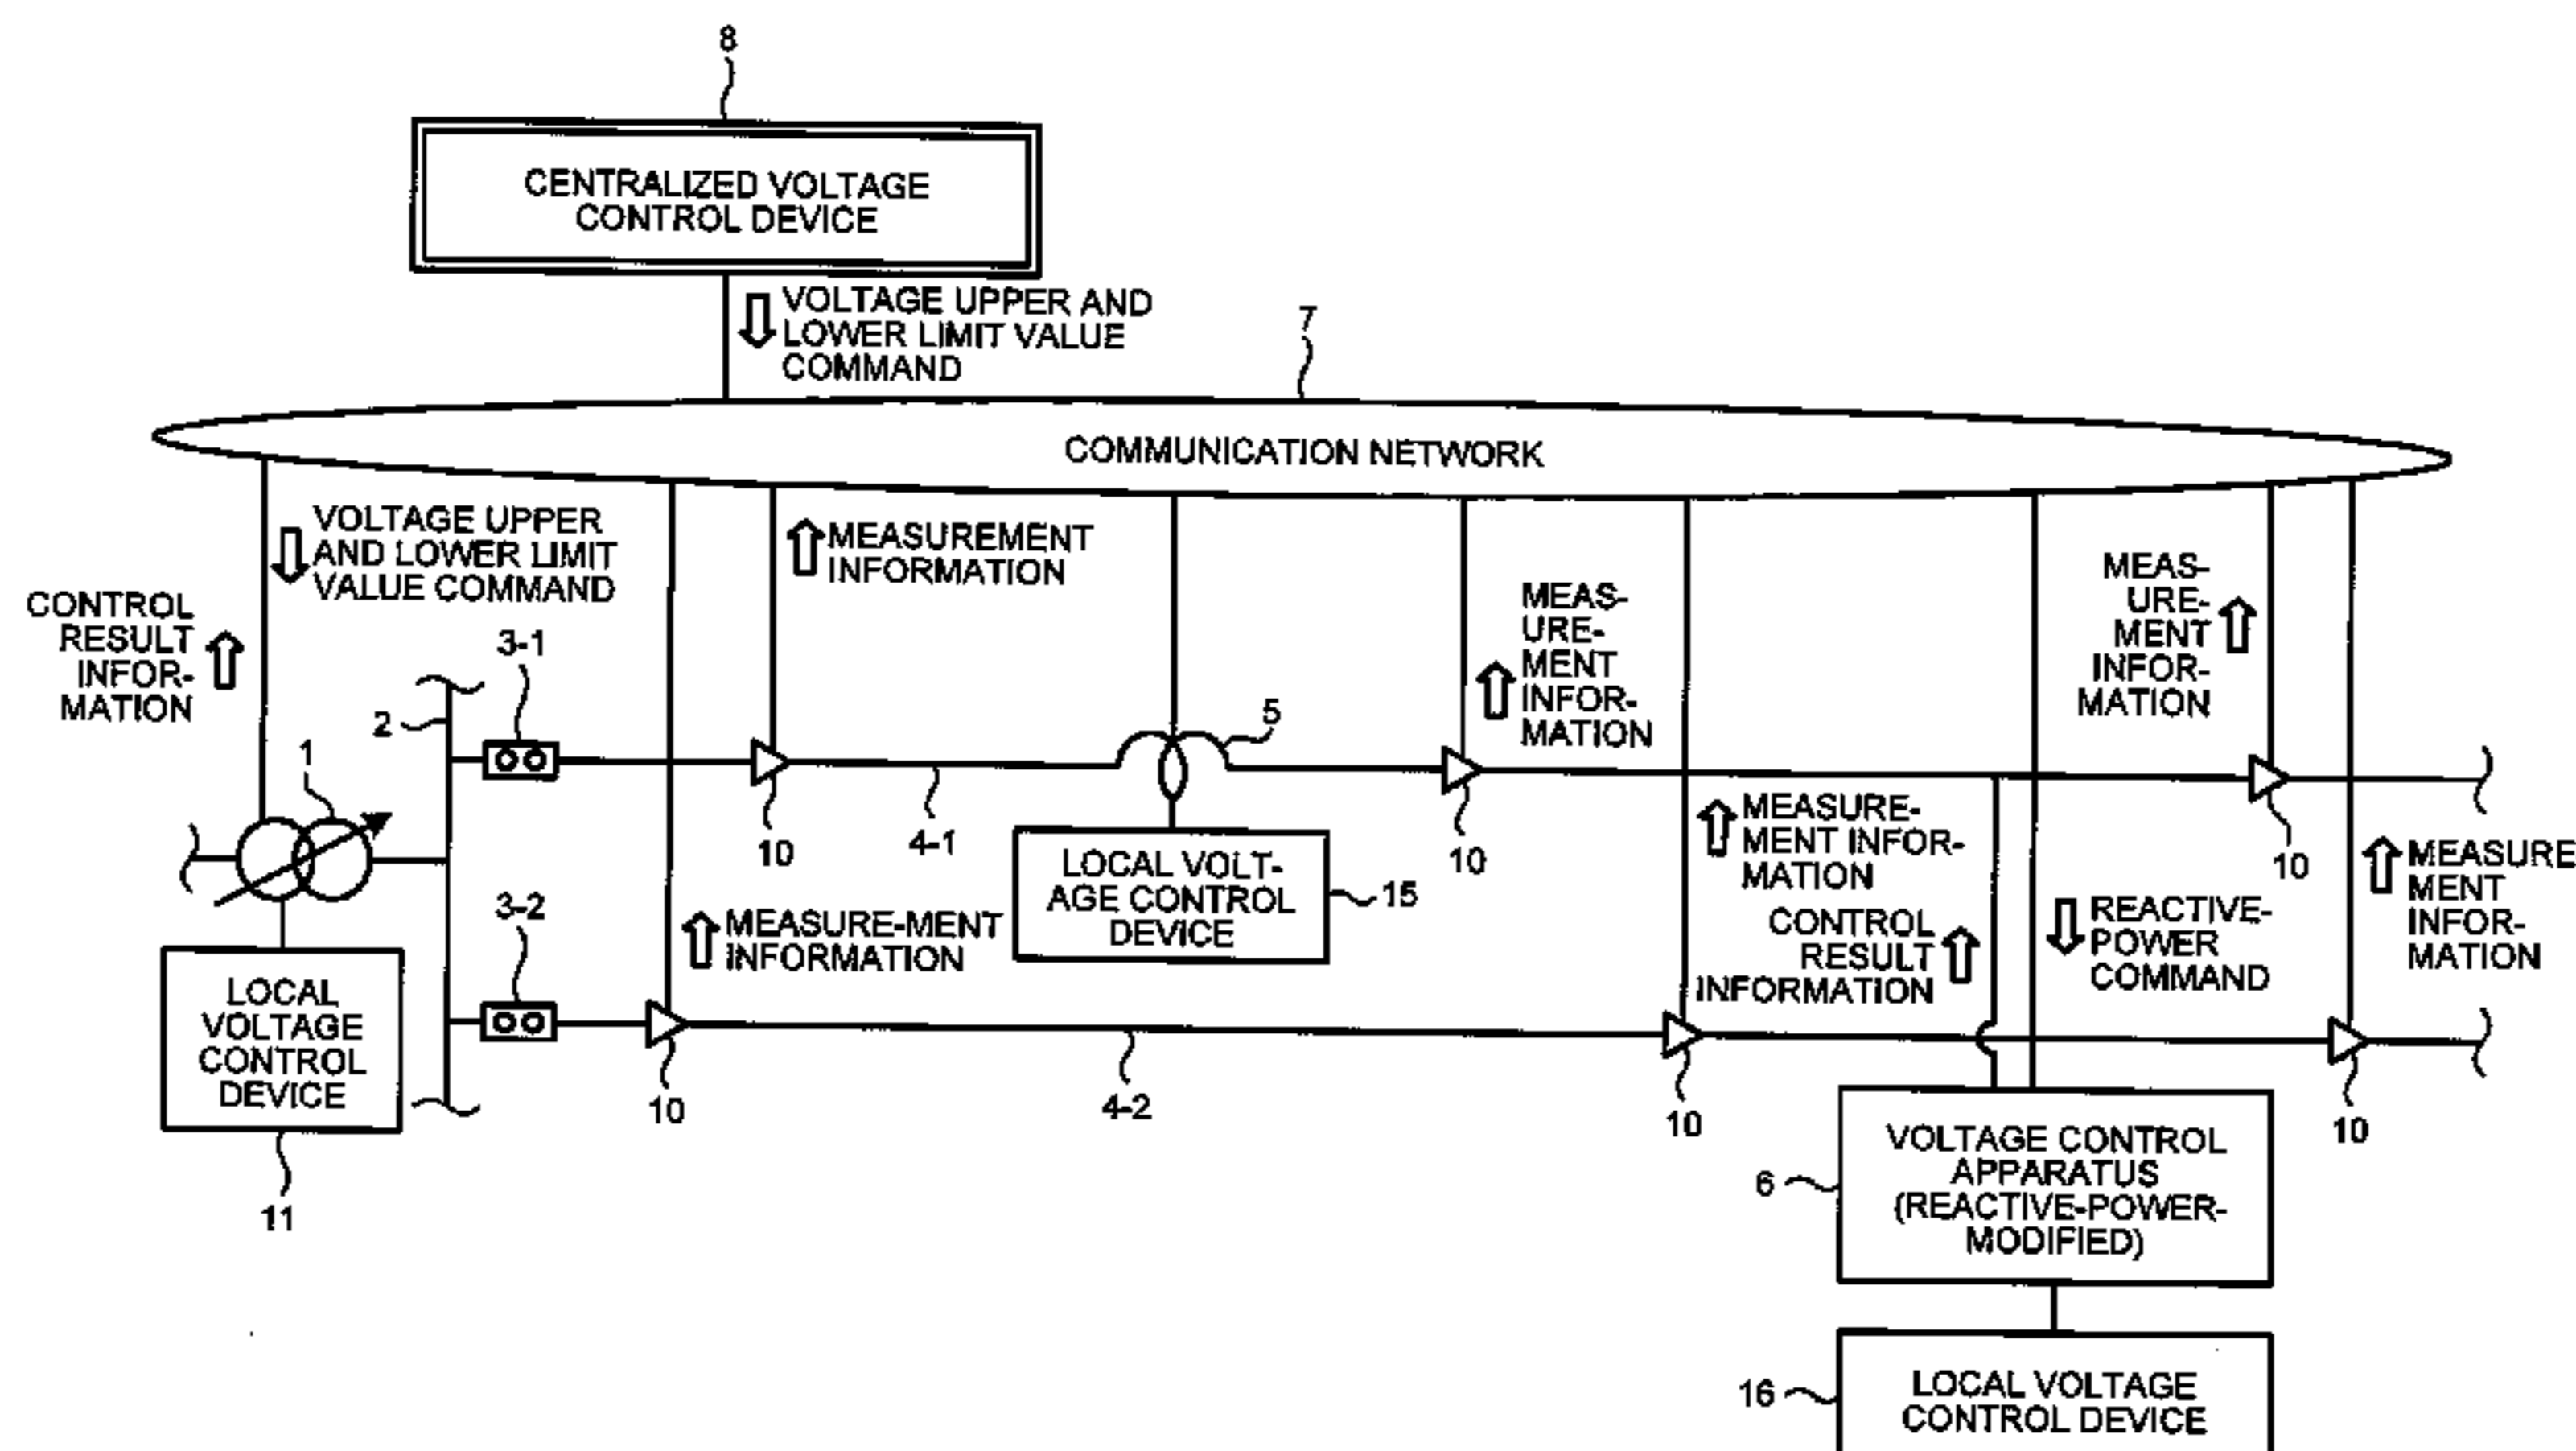 8
CENTRALIZED VOLTAGE
CONTROL DEVICE
VOLTAGE UPPER AND
LOWER LIMIT VALUE
COMMAND
7
COMMUNICATION NETWORK
VOLTAGE UPPER
AND LOWER LIMIT
VALUE COMMAND
CONTROL
RESULT
INFOR-
MATION
MEASUREMENT
INFORMATION
MEAS-
URE-
MENT
INFOR-
MATION
MEAS-
URE-
MENT
INFOR-
MATION
3-1
2
1
5
10
4-1
10
10
LOCAL VOLT-
AGE CONTROL
DEVICE
15
MEASURE-
MENT INFOR-
MATION
MEASURE
MENT
INFOR-
MATION
3-2
MEASURE-MENT
INFORMATION
CONTROL
RESULT
INFORMATION
REACTIVE-
POWER
COMMAND
LOCAL
VOLTAGE
CONTROL
DEVICE
11
10
4-2
10
10
VOLTAGE CONTROL
APPARATUS
(REACTIVE-POWER-
MODIFIED)
6
16
LOCAL VOLTAGE
CONTROL DEVICE